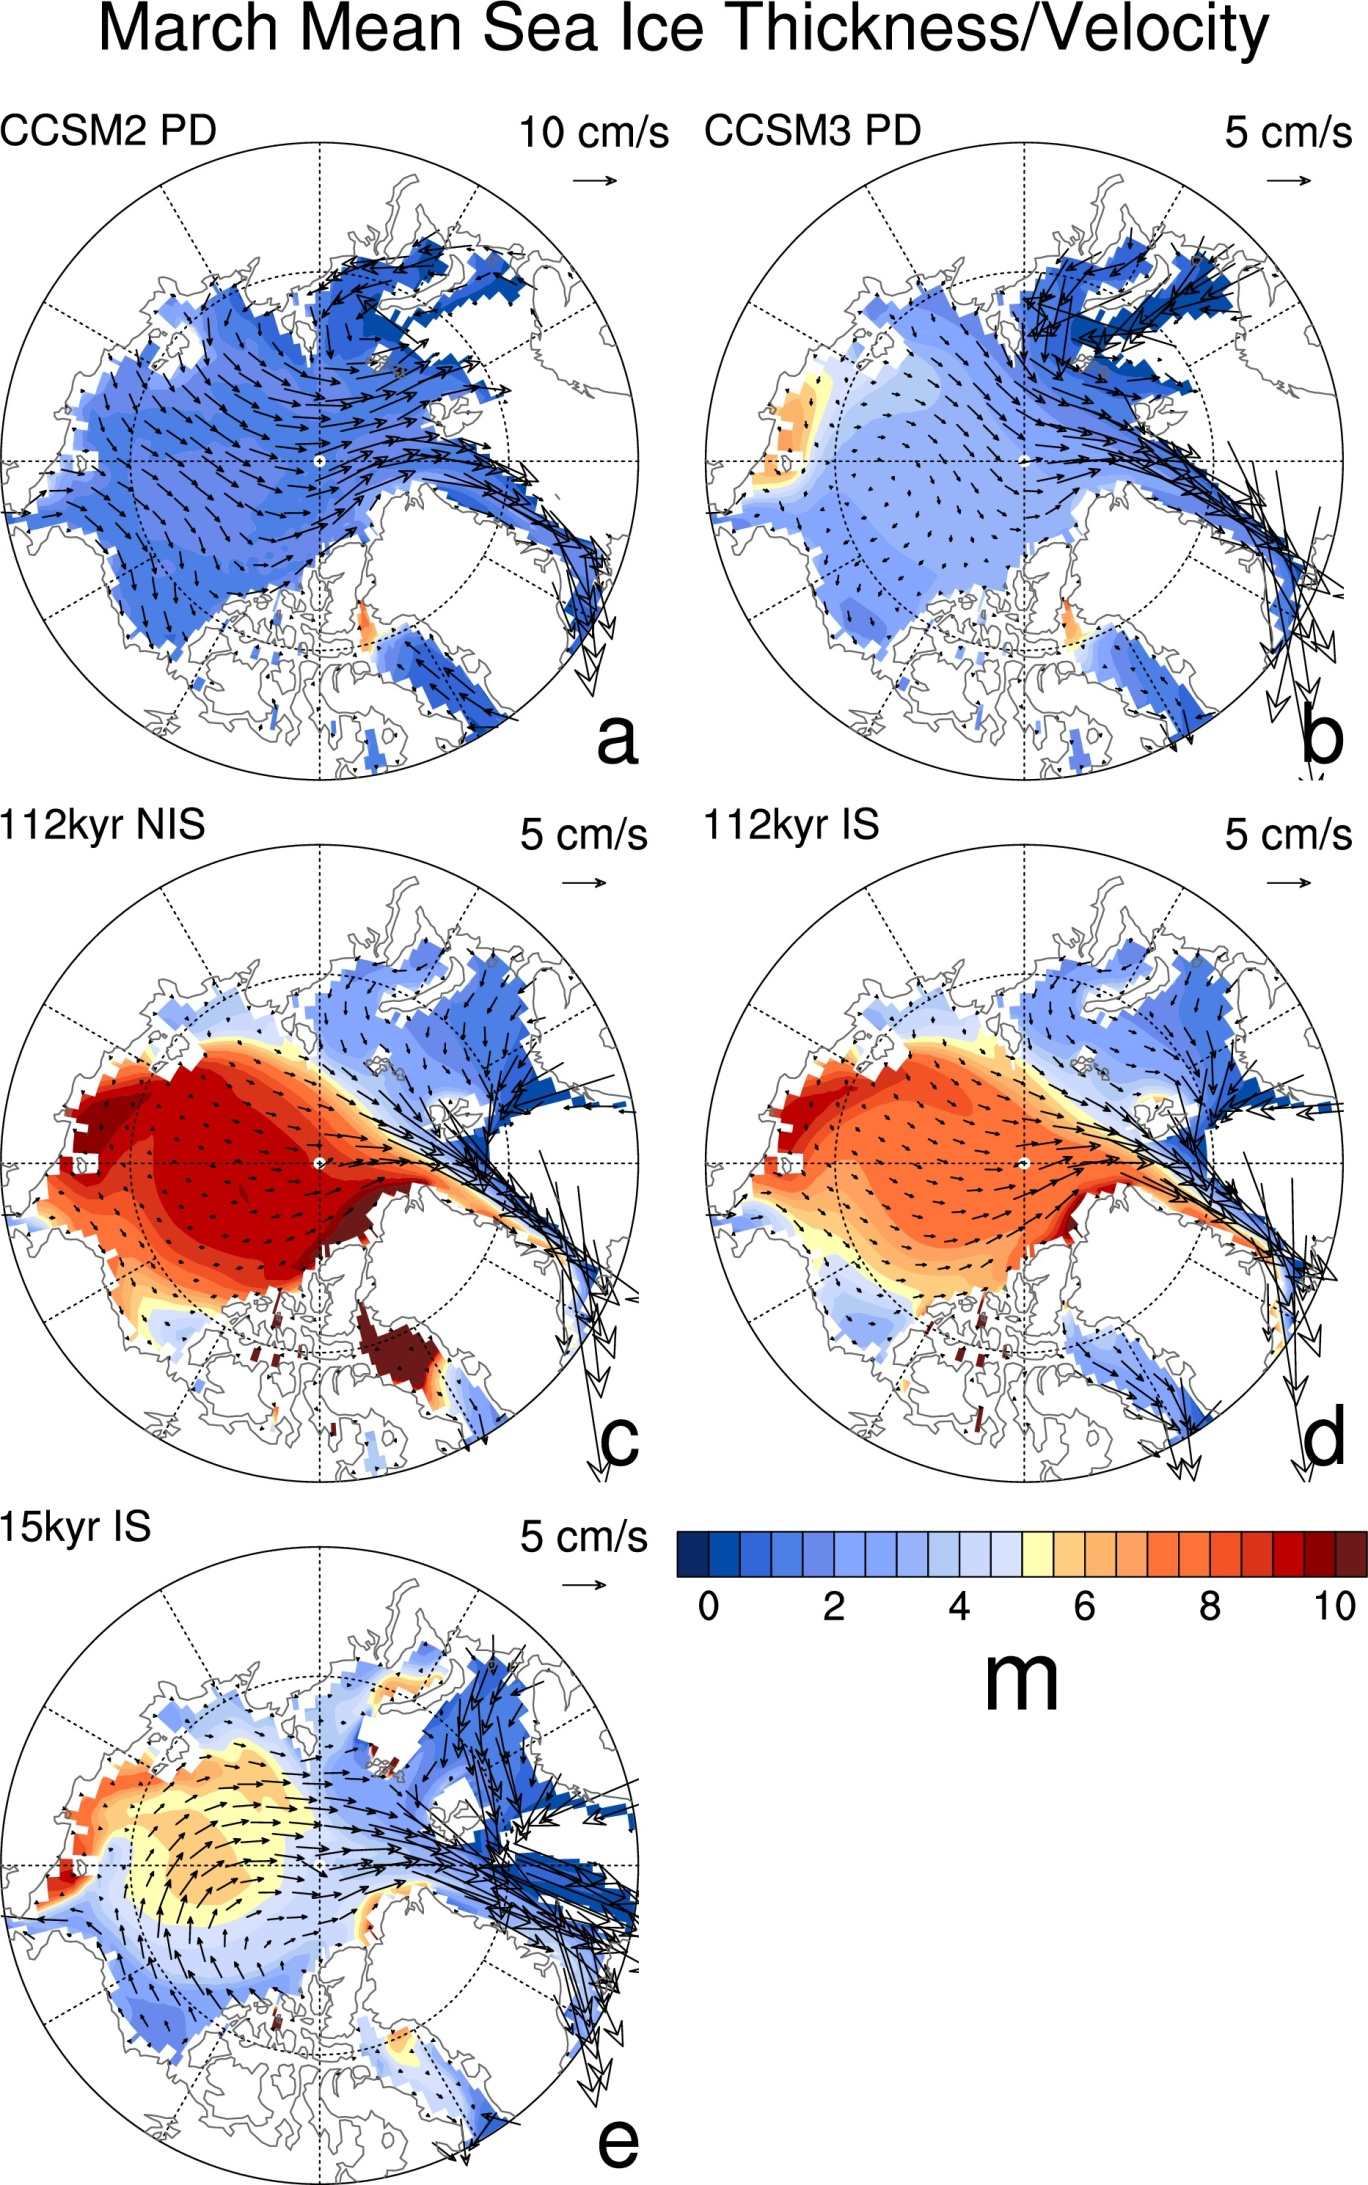 March Mean Sea Ice Thickness/Velocity
CCSM2 PD 10 cm/s
CCSM3 PD 5 cm/s
a
b
112kyr NIS 5 cm/s
112kyr IS 5 cm/s
c
d
15kyr IS 5 cm/s
0 2 4 6 8 10
m
e